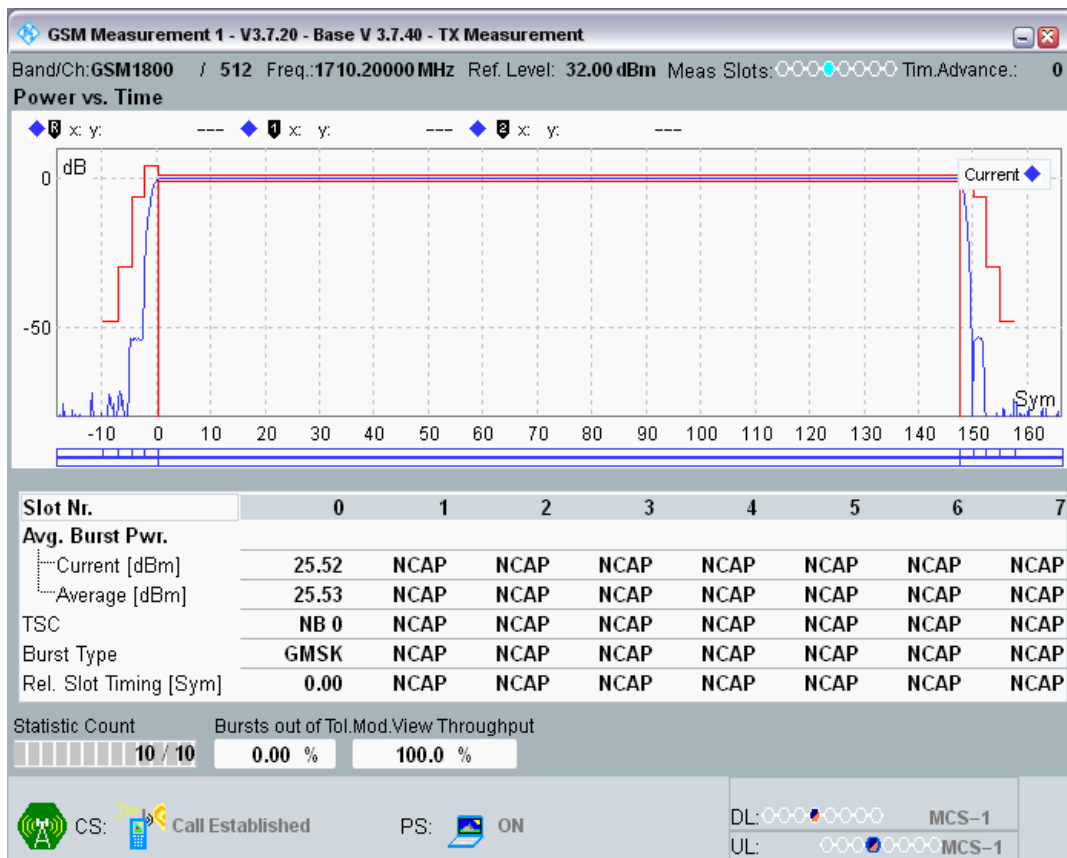 GSM Measurement 1 - V3.7.20 - Base V 3.7.40 - TX Measurement
Band/Ch:GSM1800 / 512 Freq.:1710.20000 MHz Ref. Level: 32.00 dBm Meas Slots: Tim.Advance.: 0
Power vs. Time
R x: y: --- 1 x: y: --- 2 x: y: ---
dB
Current
0
-50
Sym
-10 0 10 20 30 40 50 60 70 80 90 100 110 120 130 140 150 160
Slot Nr. 0 1 2 3 4 5 6 7
Avg. Burst Pwr.
Current [dBm] 25.52 NCAP NCAP NCAP NCAP NCAP NCAP NCAP
Average [dBm] 25.53 NCAP NCAP NCAP NCAP NCAP NCAP NCAP
TSC NB 0 NCAP NCAP NCAP NCAP NCAP NCAP NCAP
Burst Type GMSK NCAP NCAP NCAP NCAP NCAP NCAP NCAP
Rel. Slot Timing [Sym] 0.00 NCAP NCAP NCAP NCAP NCAP NCAP NCAP
Statistic Count Bursts out of Tol.Mod.View Throughput
10 / 10 0.00 % 100.0 %
CS: Call Established PS: ON
DL: MCS-1
UL: MCS-1